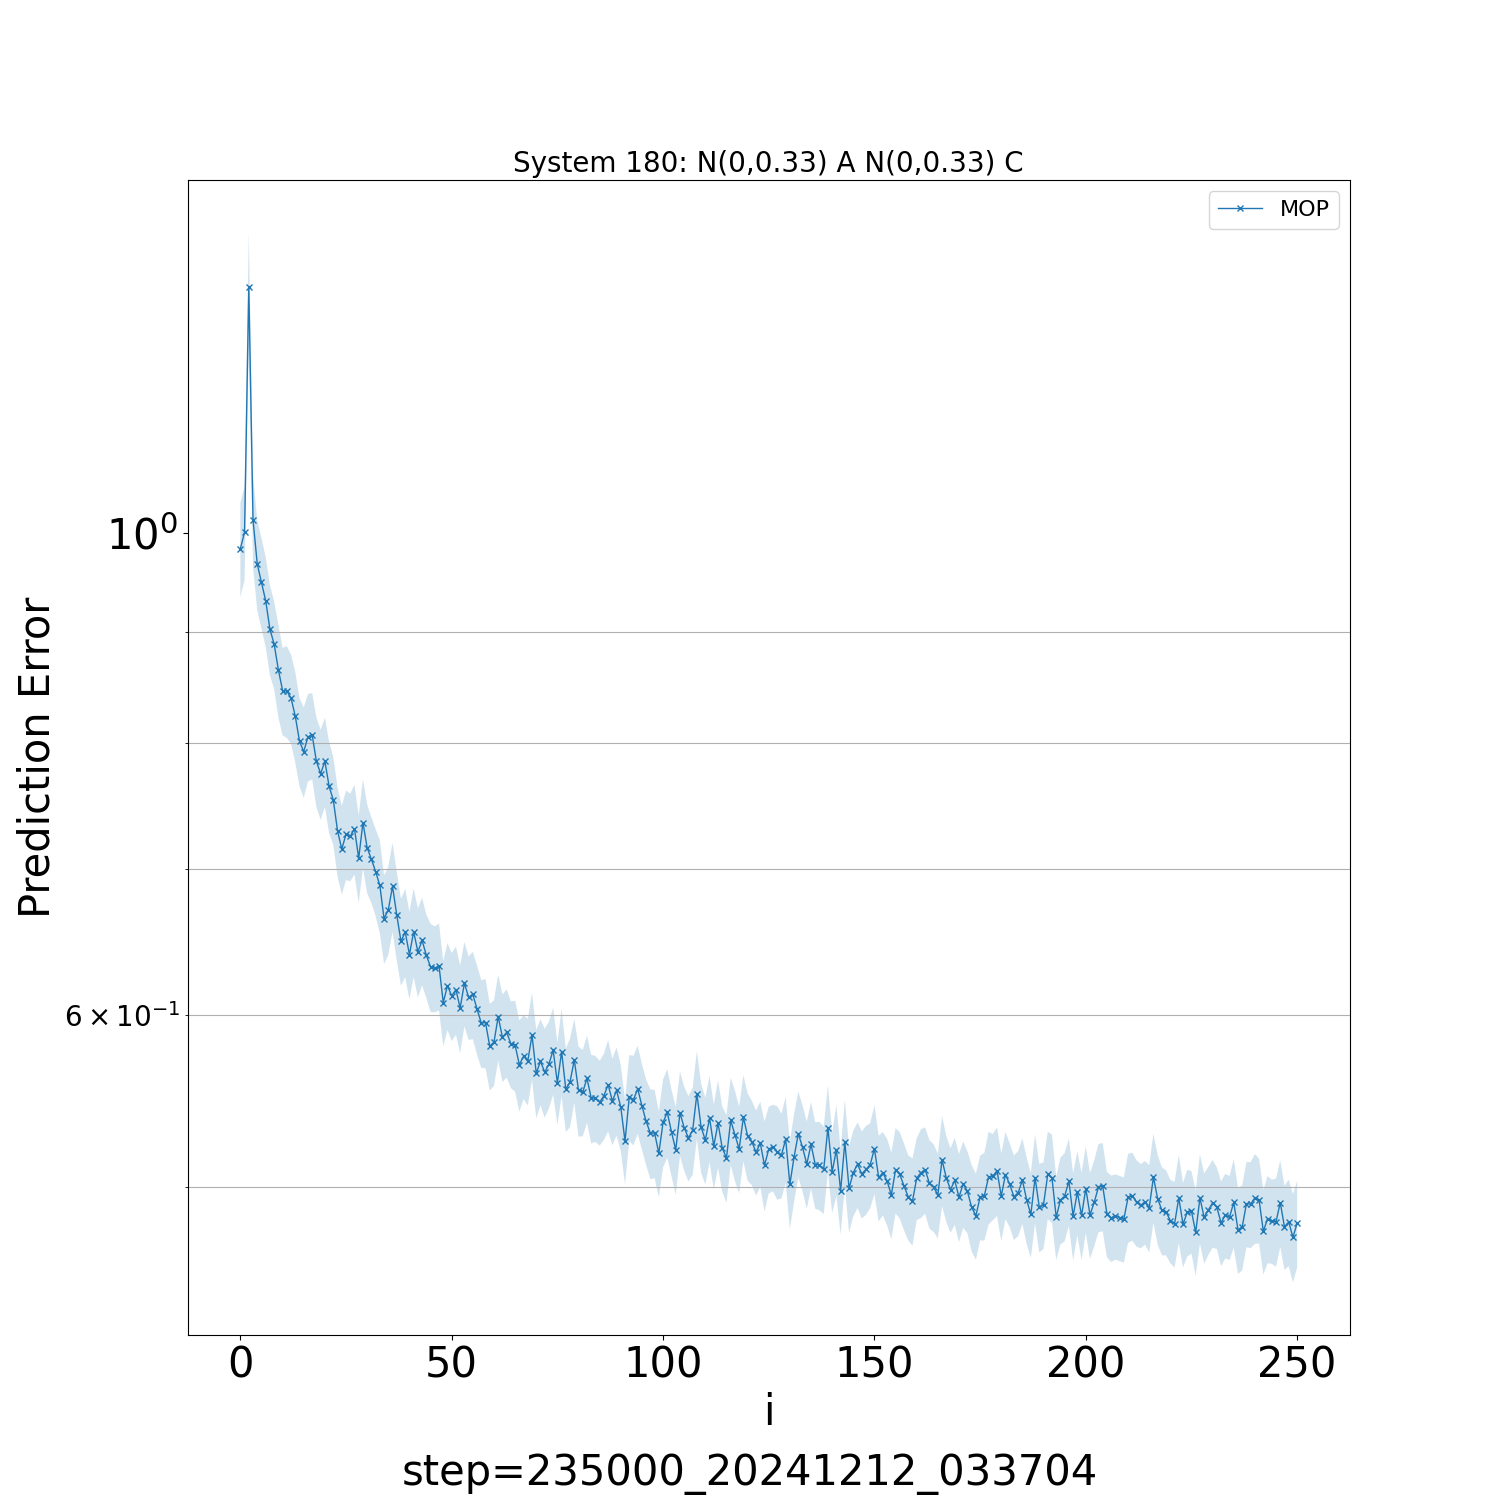 System 180: N(0,0.33) A N(0,0.33) C
MOP
10⁰
6 × 10⁻¹
Prediction Error
0 50 100 150 200 250
i
step=235000_20241212_033704